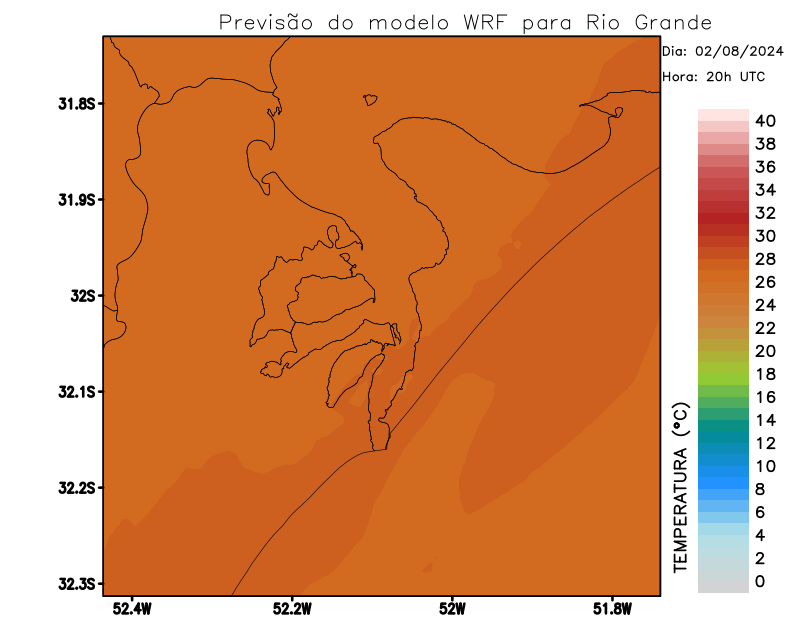 Previsão do modelo WRF para Rio Grande
Dia: 02/08/2024
Hora: 20h UTC
31.8S
31.9S
32S
32.1S
32.2S
32.3S
52.4W
52.2W
52W
51.8W
TEMPERATURA (°C)
40
38
36
34
32
30
28
26
24
22
20
18
16
14
12
10
8
6
4
2
0